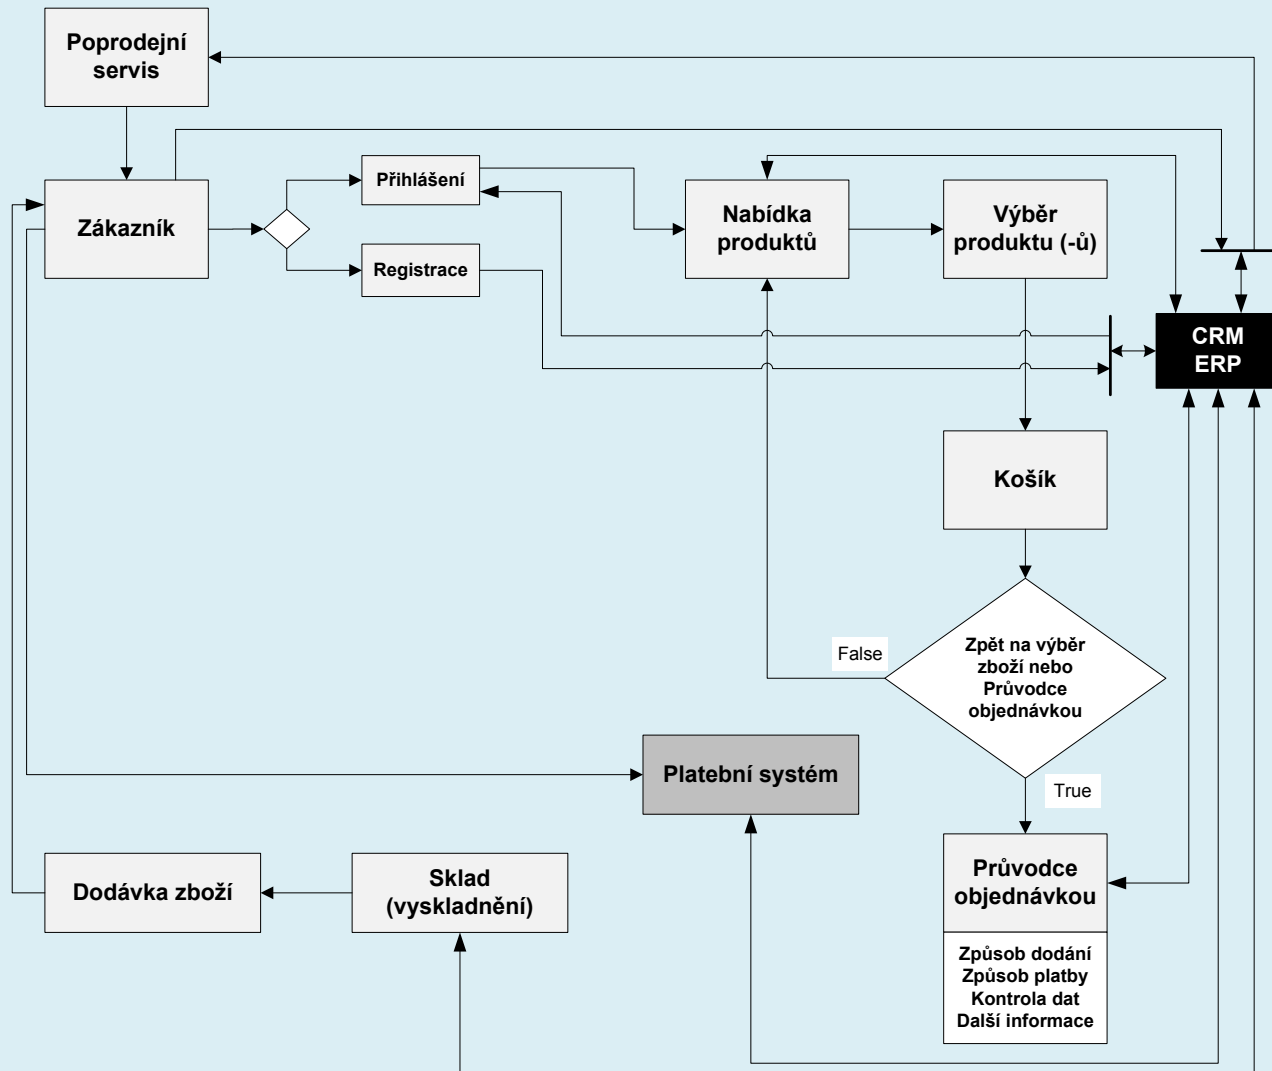 Poprodejní
servis
Zákazník
Přihlášení
Registrace
Nabídka
produktů
Výběr
produktu (-ů)
CRM
ERP
Košík
Zpět na výběr
zboží nebo
Průvodce
objednávkou
False
True
Platební systém
Průvodce
objednávkou
Způsob dodání
Způsob platby
Kontrola dat
Další informace
Sklad
(vyskladnění)
Dodávka zboží